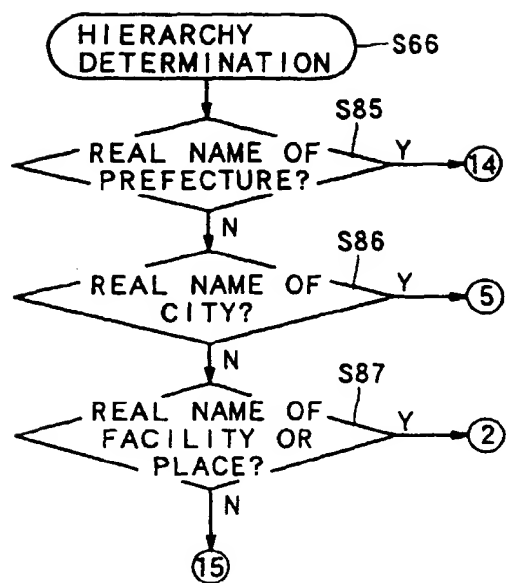 HIERARCHY
DETERMINATION
S66
S85
REAL NAME OF
PREFECTURE?
Y
14
N
S86
REAL NAME OF
CITY?
Y
5
N
S87
REAL NAME OF
FACILITY OR
PLACE?
Y
2
N
15